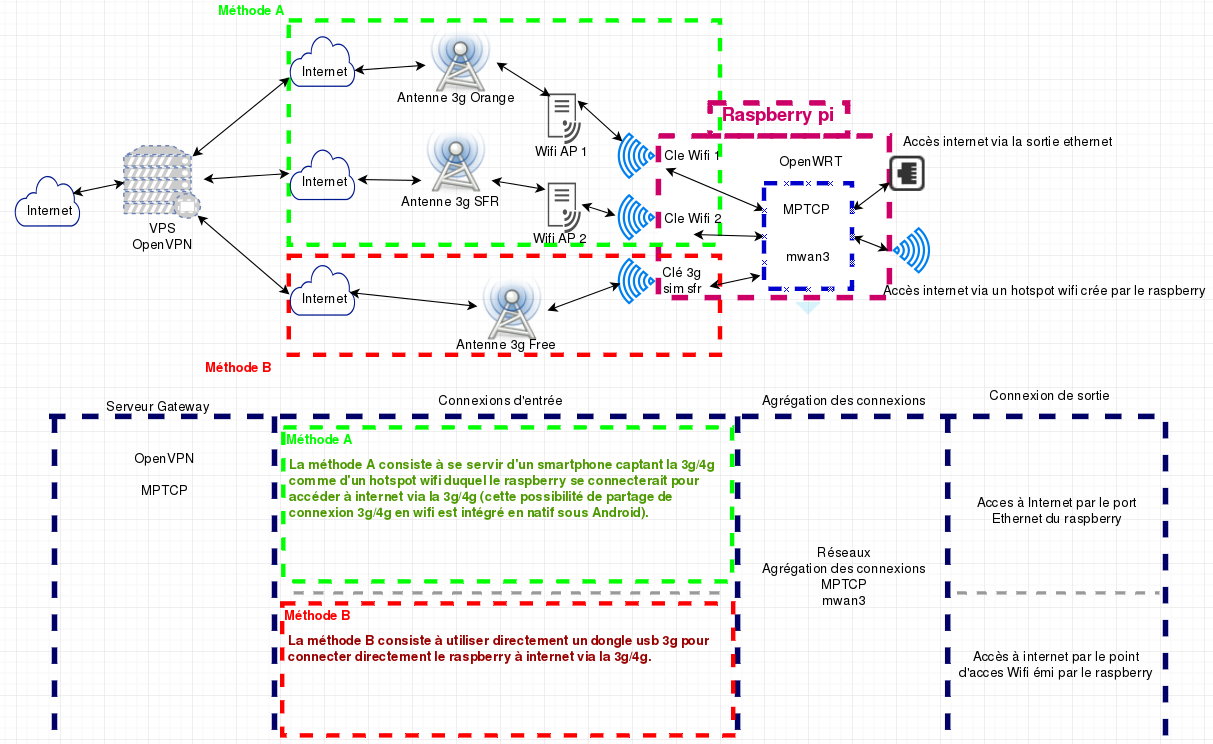 Méthode A
Internet
Antenne 3g Orange
Wifi AP 1
Internet
Antenne 3g SFR
Wifi AP 2
Internet
VPS
OpenVPN
Internet
Antenne 3g Free
Méthode B
Raspberry pi
Cle Wifi 1
Cle Wifi 2
Clé 3g
sim sfr
OpenWRT
MPTCP
mwan3
Accès internet via la sortie ethernet
Accès internet via un hotspot wifi crée par le raspberry
Serveur Gateway
OpenVPN
MPTCP
Connexions d'entrée
Méthode A
La méthode A consiste à se servir d'un smartphone captant la 3g/4g
comme d'un hotspot wifi duquel le raspberry se connecterait pour
accéder à internet via la 3g/4g (cette possibilité de partage de
connexion 3g/4g en wifi est intégré en natif sous Android).
Méthode B
La méthode B consiste à utiliser directement un dongle usb 3g pour
connecter directement le raspberry à internet via la 3g/4g.
Agrégation des connexions
Réseaux
Agrégation des connexions
MPTCP
mwan3
Connexion de sortie
Acces à Internet par le port
Ethernet du raspberry
Accès à internet par le point
d'acces Wifi émi par le raspberry